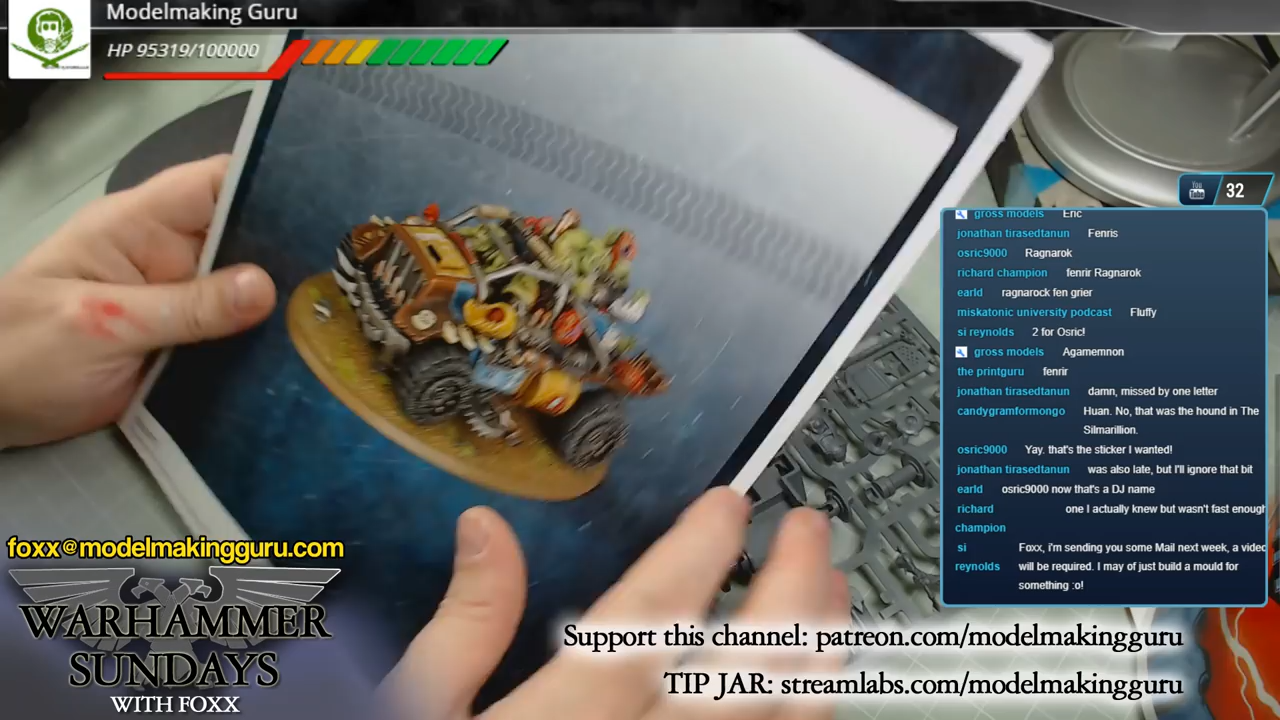 Modelmaking Guru
HP 95319/100000
You
Tube
32
gross models Eric
jonathan tirasedtanun Fenris
osric9000 Ragnarok
richard champion fenrir Ragnarok
earld ragnarock fen grier
miskatonic university podcast Fluffy
si reynolds 2 for Osric!
gross models Agamemnon
the printguru fenrir
jonathan tirasedtanun damn, missed by one letter
candygramformongo Huan. No, that was the hound in The
Silmarillion.
osric9000 Yay. that's the sticker I wanted!
jonathan tirasedtanun was also late, but I'll ignore that bit
earld osric9000 now that's a DJ name
richard one I actually knew but wasn't fast enough
champion
si Foxx, i'm sending you some Mail next week, a video
reynolds will be required. I may of just build a mould for
something :o!
foxx@modelmakingguru.com
WARHAMMER
SUNDAYS
WITH FOXX
Support this channel: patreon.com/modelmakingguru
TIP JAR: streamlabs.com/modelmakingguru